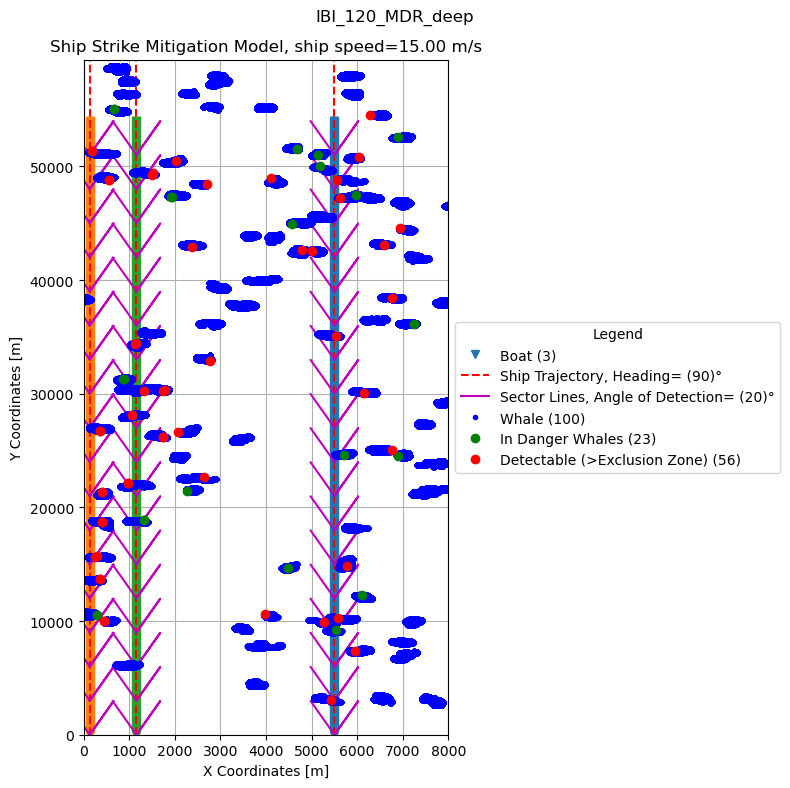 IBI_120_MDR_deep
Ship Strike Mitigation Model, ship speed=15.00 m/s
Y Coordinates [m]
50000
40000
30000
20000
10000
0
0 1000 2000 3000 4000 5000 6000 7000 8000
X Coordinates [m]
Legend
Boat (3)
Ship Trajectory, Heading= (90)°
Sector Lines, Angle of Detection= (20)°
Whale (100)
In Danger Whales (23)
Detectable (>Exclusion Zone) (56)